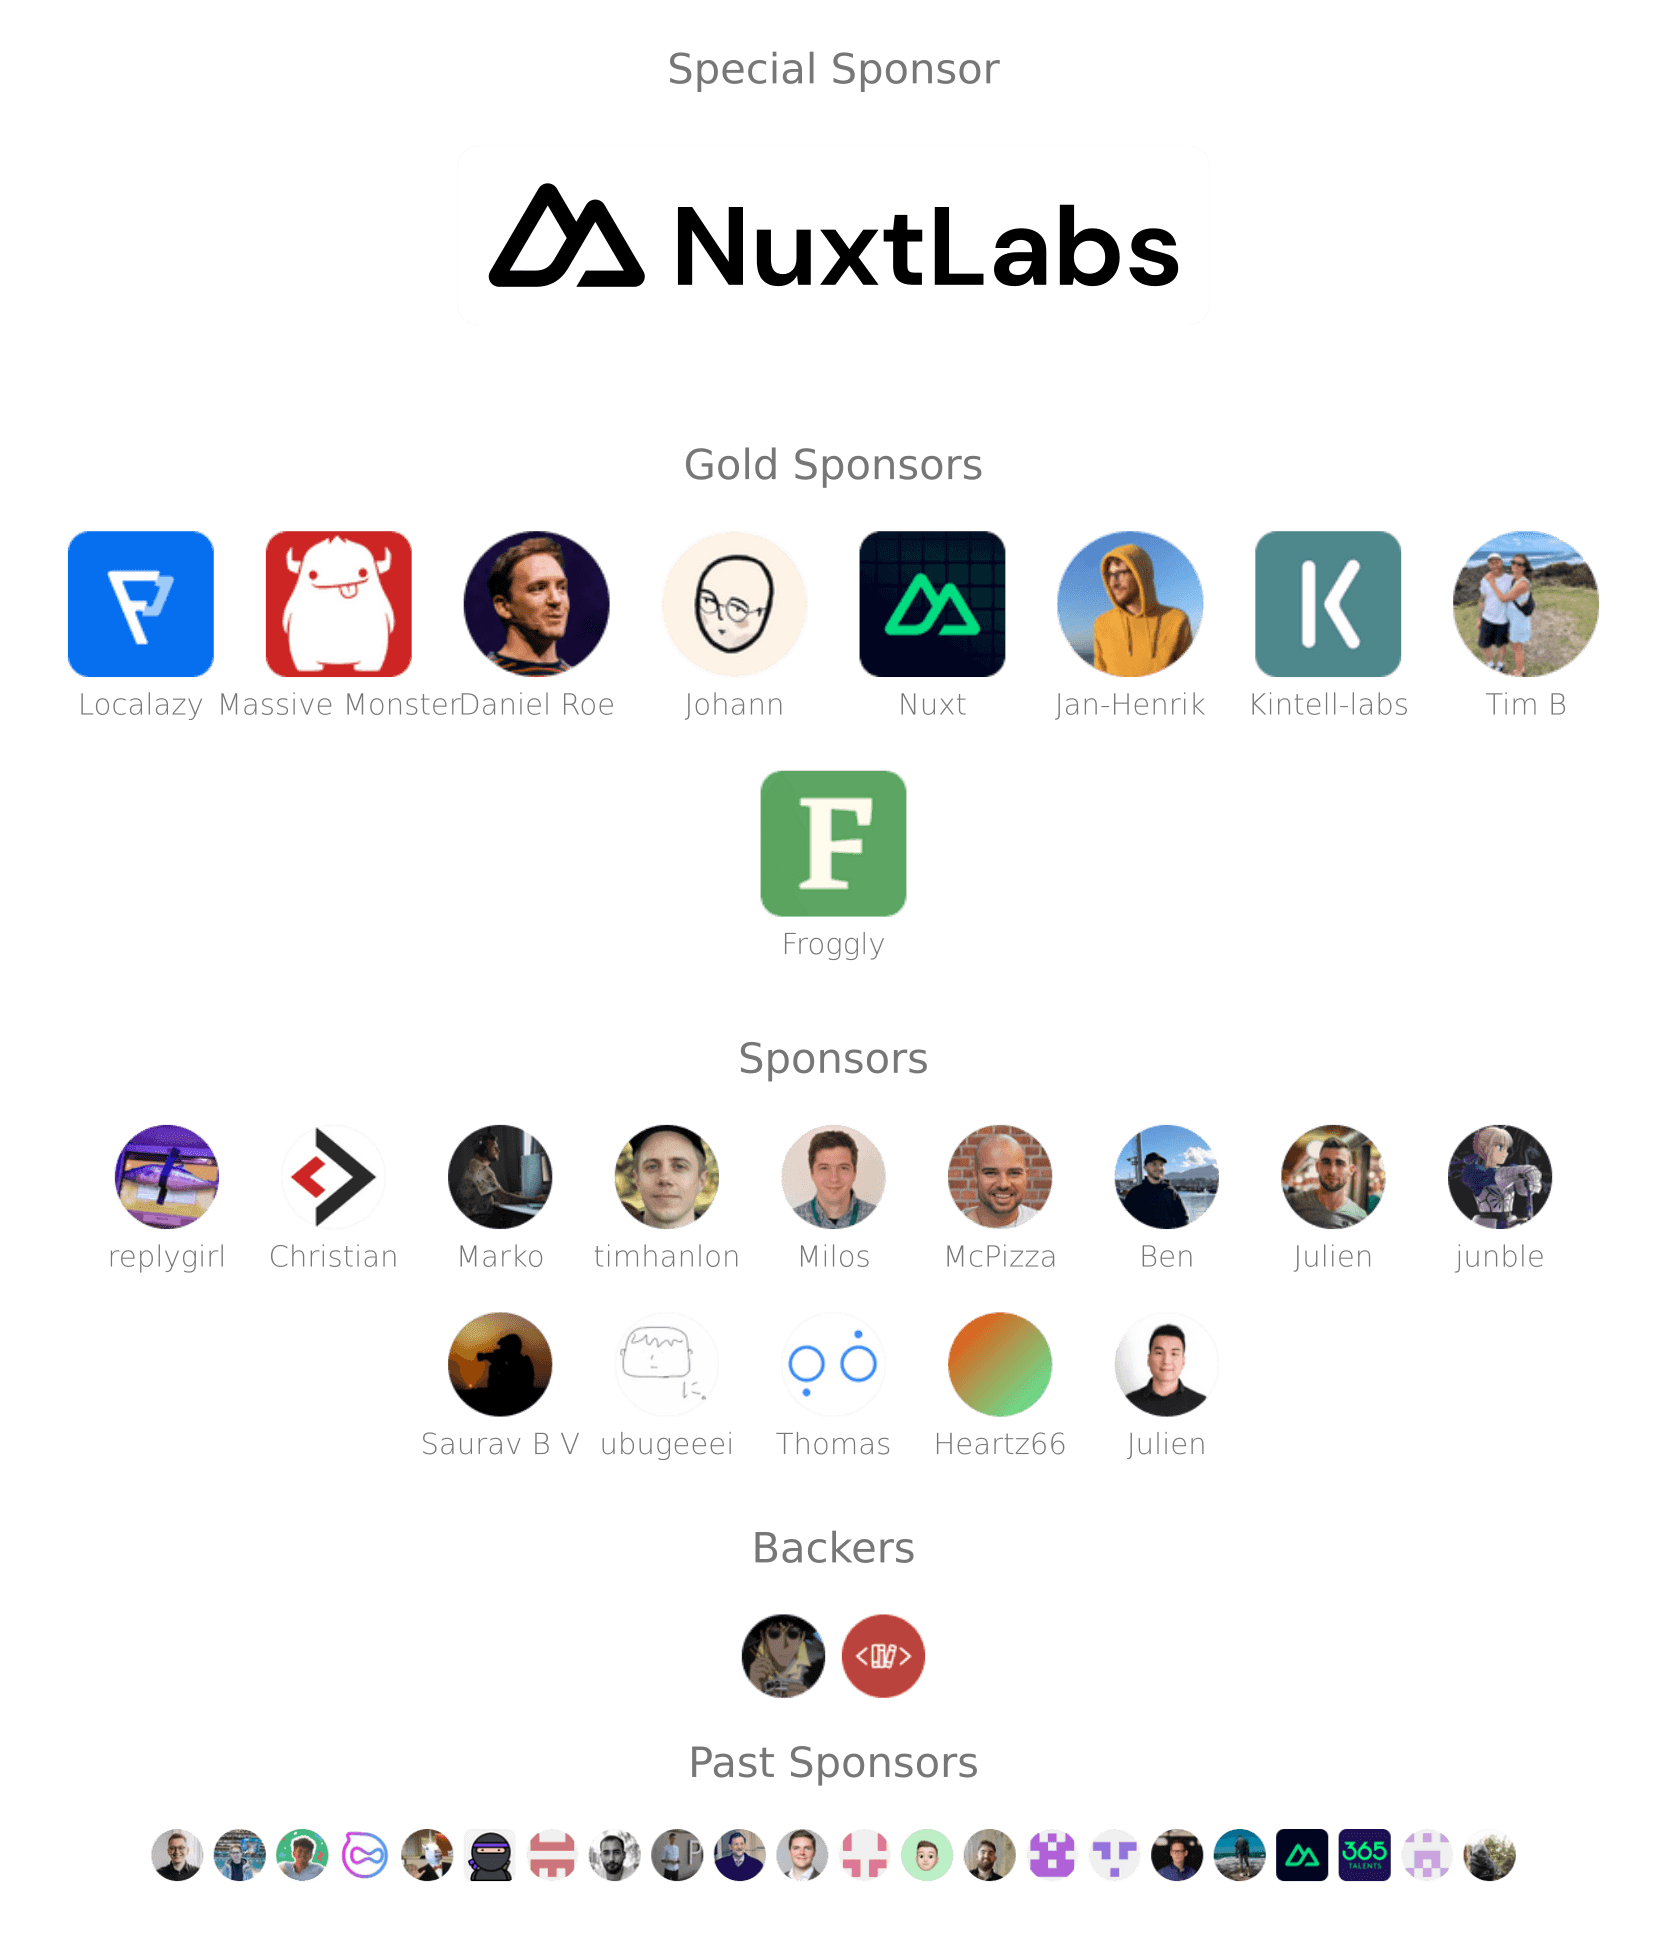 Special Sponsor
NuxtLabs
Gold Sponsors
Localazy Massive Monster Daniel Roe Johann Nuxt Jan-Henrik Kintell-labs Tim B
F
Froggly
Sponsors
replygirl Christian Marko timhanlon Milos McPizza Ben Julien junble
Saurav B V ubugeeei Thomas Heartz66 Julien
Backers
Past Sponsors
365
TALENTS